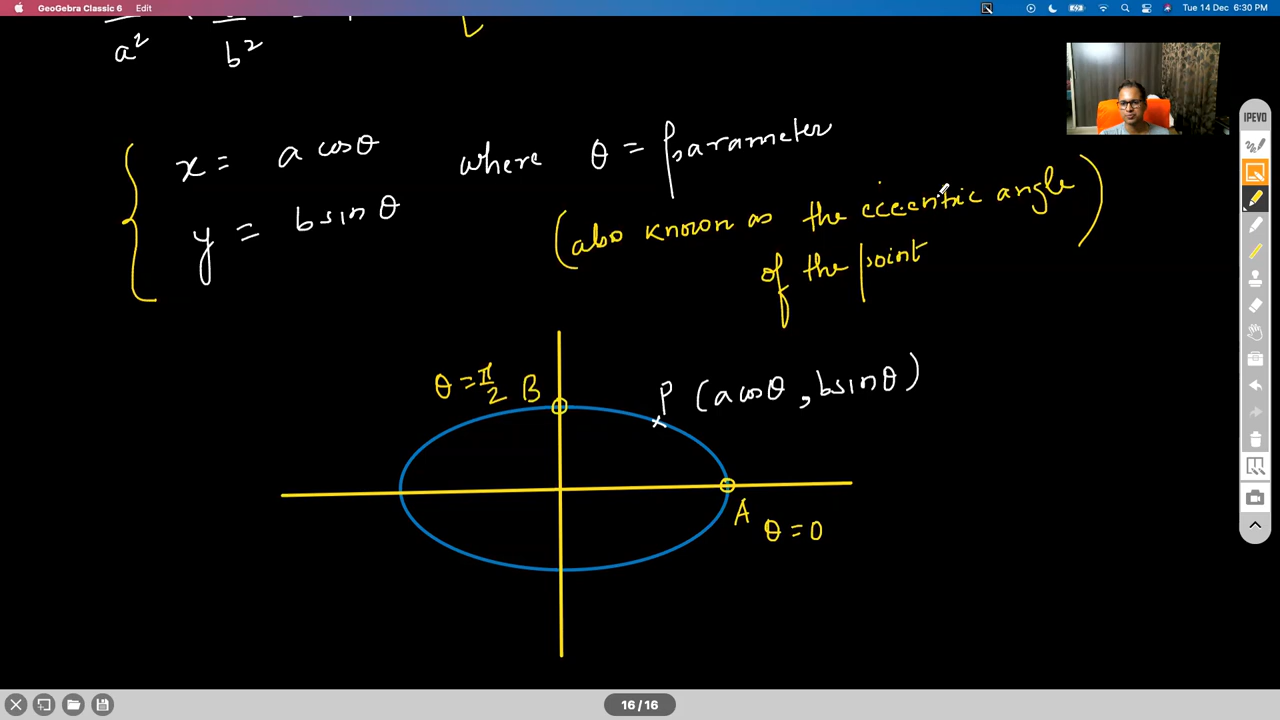 GeoGebra Classic 6 Edit Tue 14 Dec 6:30 PM
a² b²
IPEVO
x = a cosθ where θ = parameter
y = b sin θ (also known as the eccentric angle
of the point
θ = π/2 B P (a cosθ, b sinθ)
A
θ = 0
16 / 16